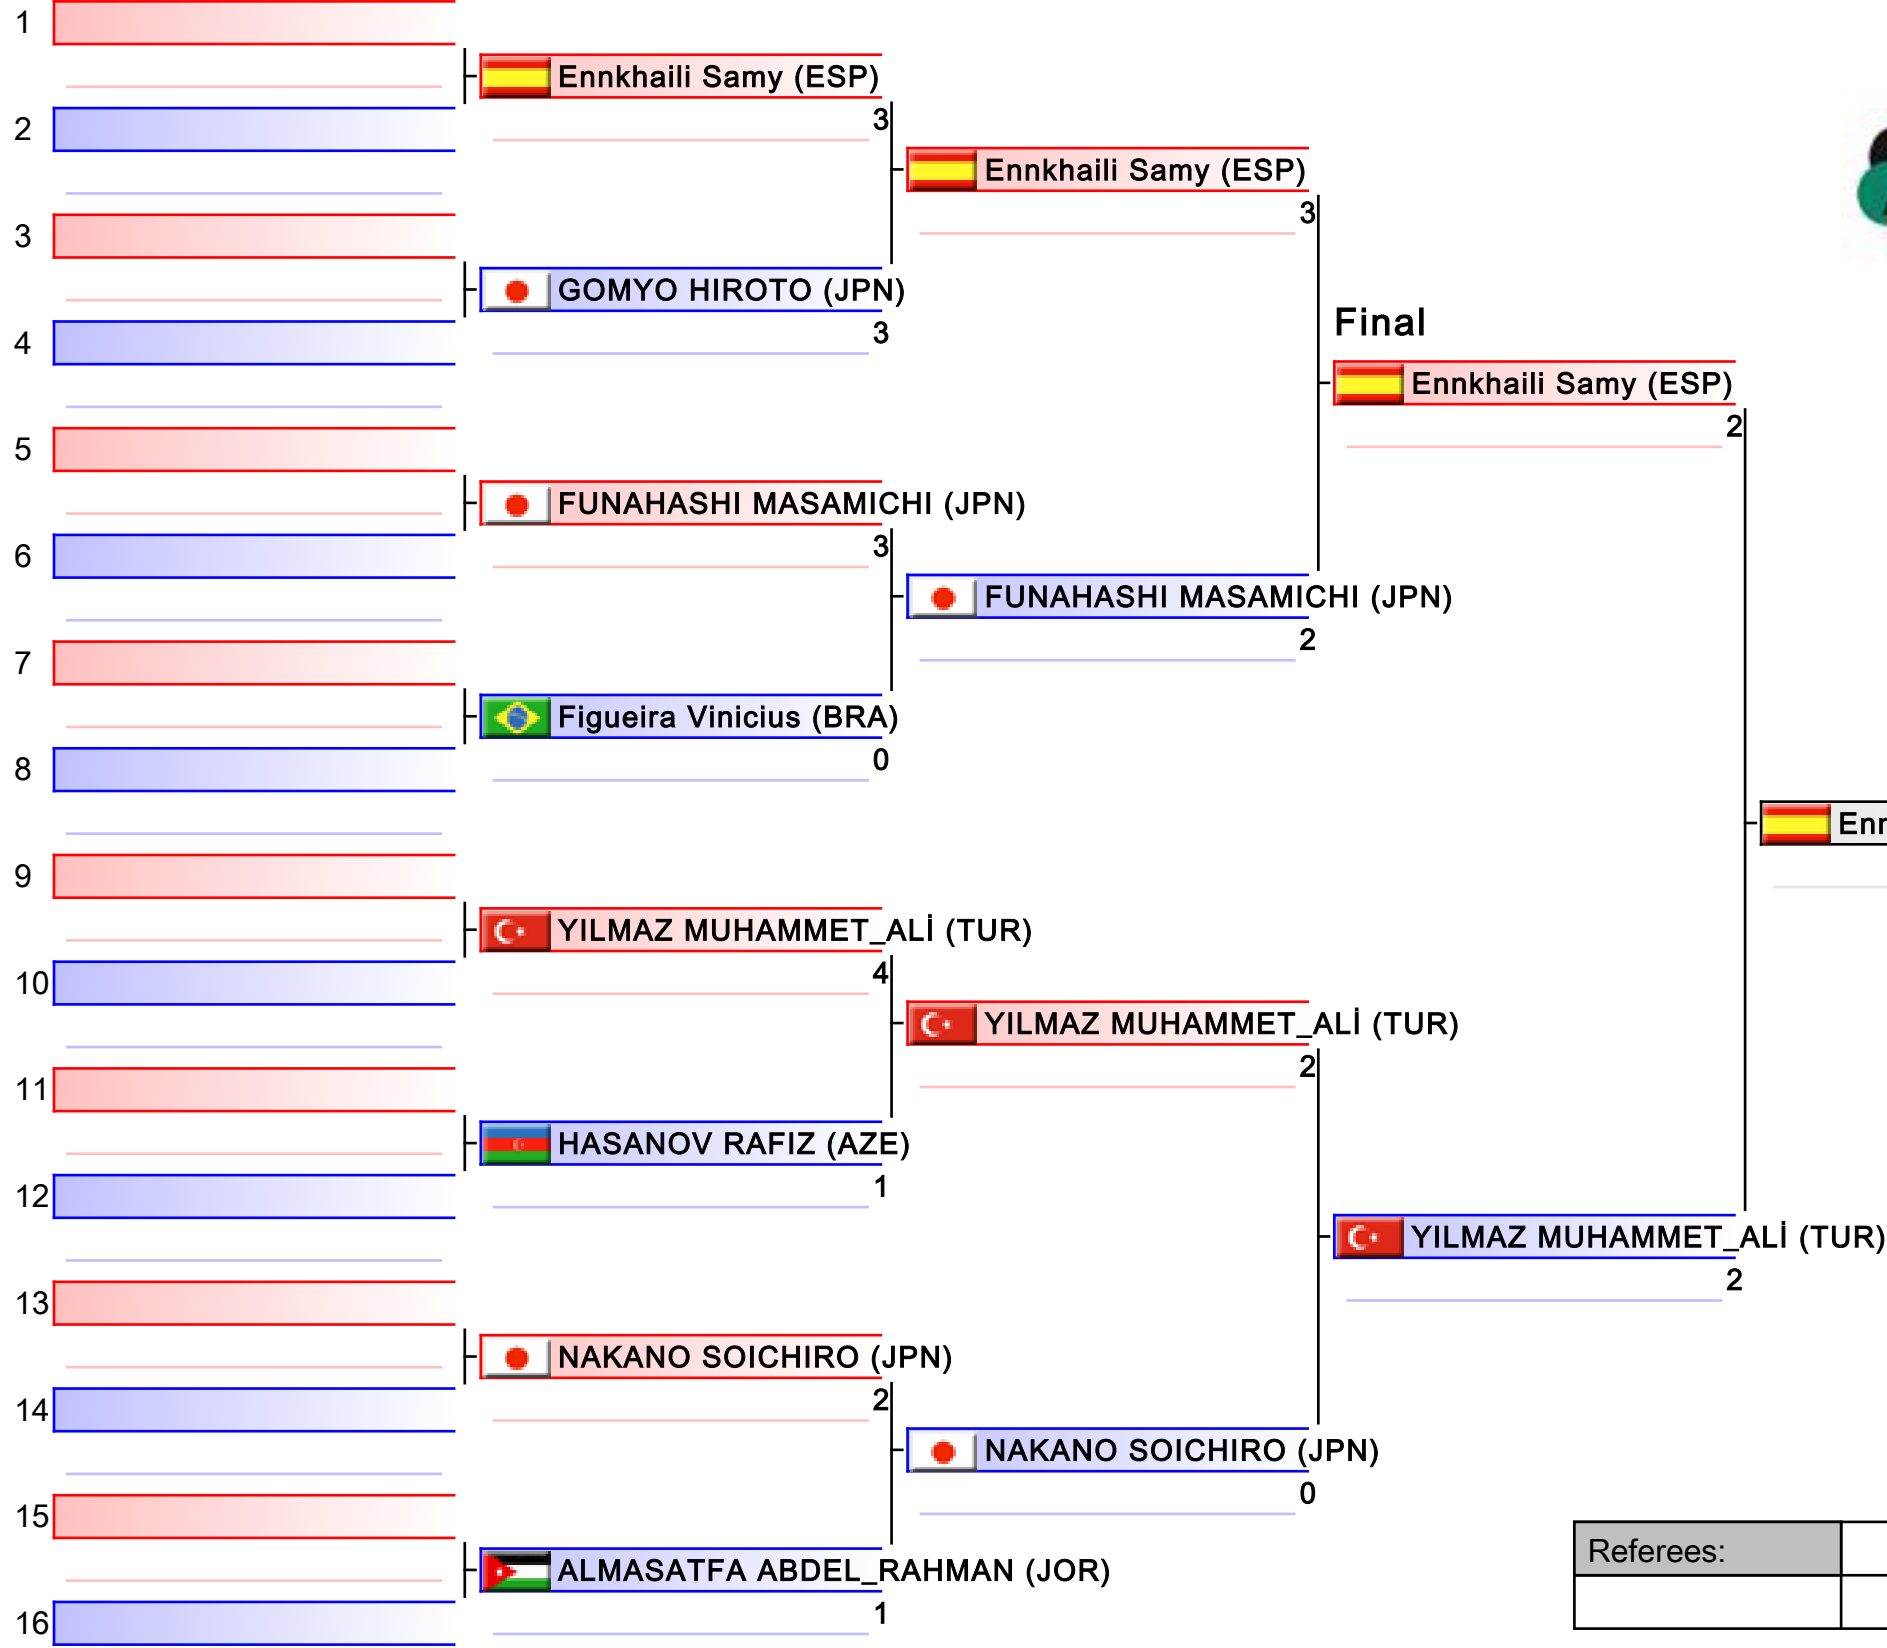 1
Ennkhaili Samy (ESP)
2
3
Ennkhaili Samy (ESP)
3
3
GOMYO HIROTO (JPN)
4
3
Final
Ennkhaili Samy (ESP)
2
5
FUNAHASHI MASAMICHI (JPN)
6
3
FUNAHASHI MASAMICHI (JPN)
2
7
Figueira Vinicius (BRA)
8
0
Enn
9
YILMAZ MUHAMMET_ALİ (TUR)
10
4
YILMAZ MUHAMMET_ALİ (TUR)
2
11
HASANOV RAFIZ (AZE)
12
1
YILMAZ MUHAMMET_ALİ (TUR)
2
13
NAKANO SOICHIRO (JPN)
14
2
NAKANO SOICHIRO (JPN)
0
15
Referees:
ALMASATFA ABDEL_RAHMAN (JOR)
16
1